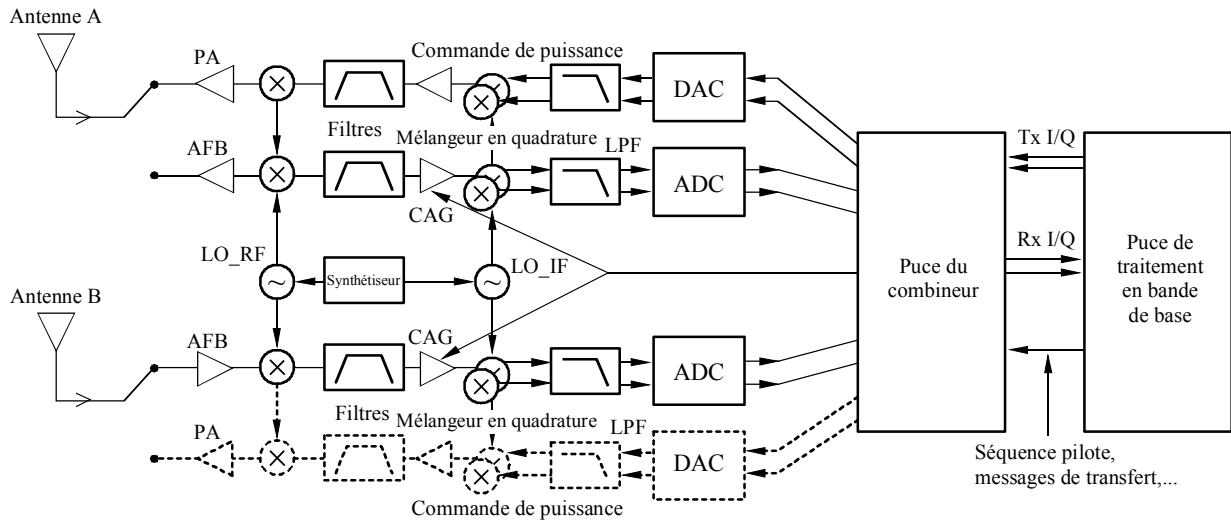 Antenne A
PA
Commande de puissance
DAC
Filtres
Mélangeur en quadrature
AFB
LPF
CAG
ADC
Tx I/Q
Rx I/Q
LO_RF
Synthétiseur
LO_IF
Puce du
combineur
Puce de
traitement
en bande
de base
Antenne B
AFB
CAG
ADC
Filtres
Mélangeur en quadrature
PA
LPF
DAC
Commande de puissance
Séquence pilote,
messages de transfert,...